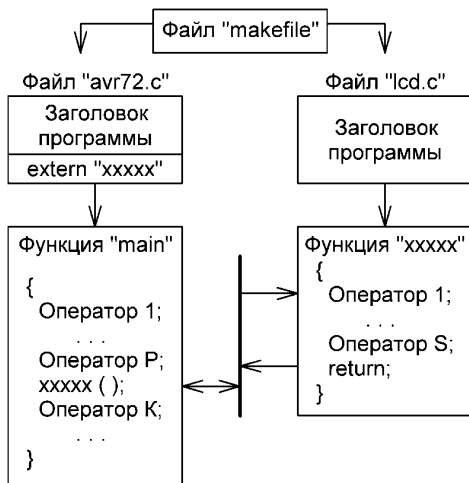 Файл "makefile"
Файл "avr72.c"
Заголовок
программы
extern "xxxxx"
Функция "main"
{
Оператор 1;
. . .
Оператор P;
xxxxx ( );
Оператор К;
. . .
}
Файл "lcd.c"
Заголовок
программы
Функция "xxxxx"
{
Оператор 1;
. . .
Оператор S;
return;
}